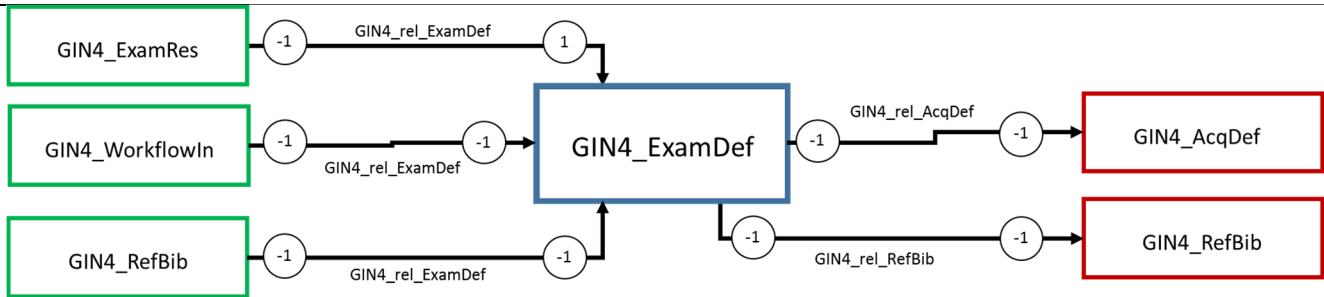 GIN4_ExamRes
-1
GIN4_rel_ExamDef
1
GIN4_WorkflowIn
-1
GIN4_rel_ExamDef
-1
GIN4_RefBib
-1
GIN4_rel_ExamDef
-1
GIN4_ExamDef
-1
GIN4_rel_AcqDef
-1
GIN4_AcqDef
-1
GIN4_rel_RefBib
-1
GIN4_RefBib